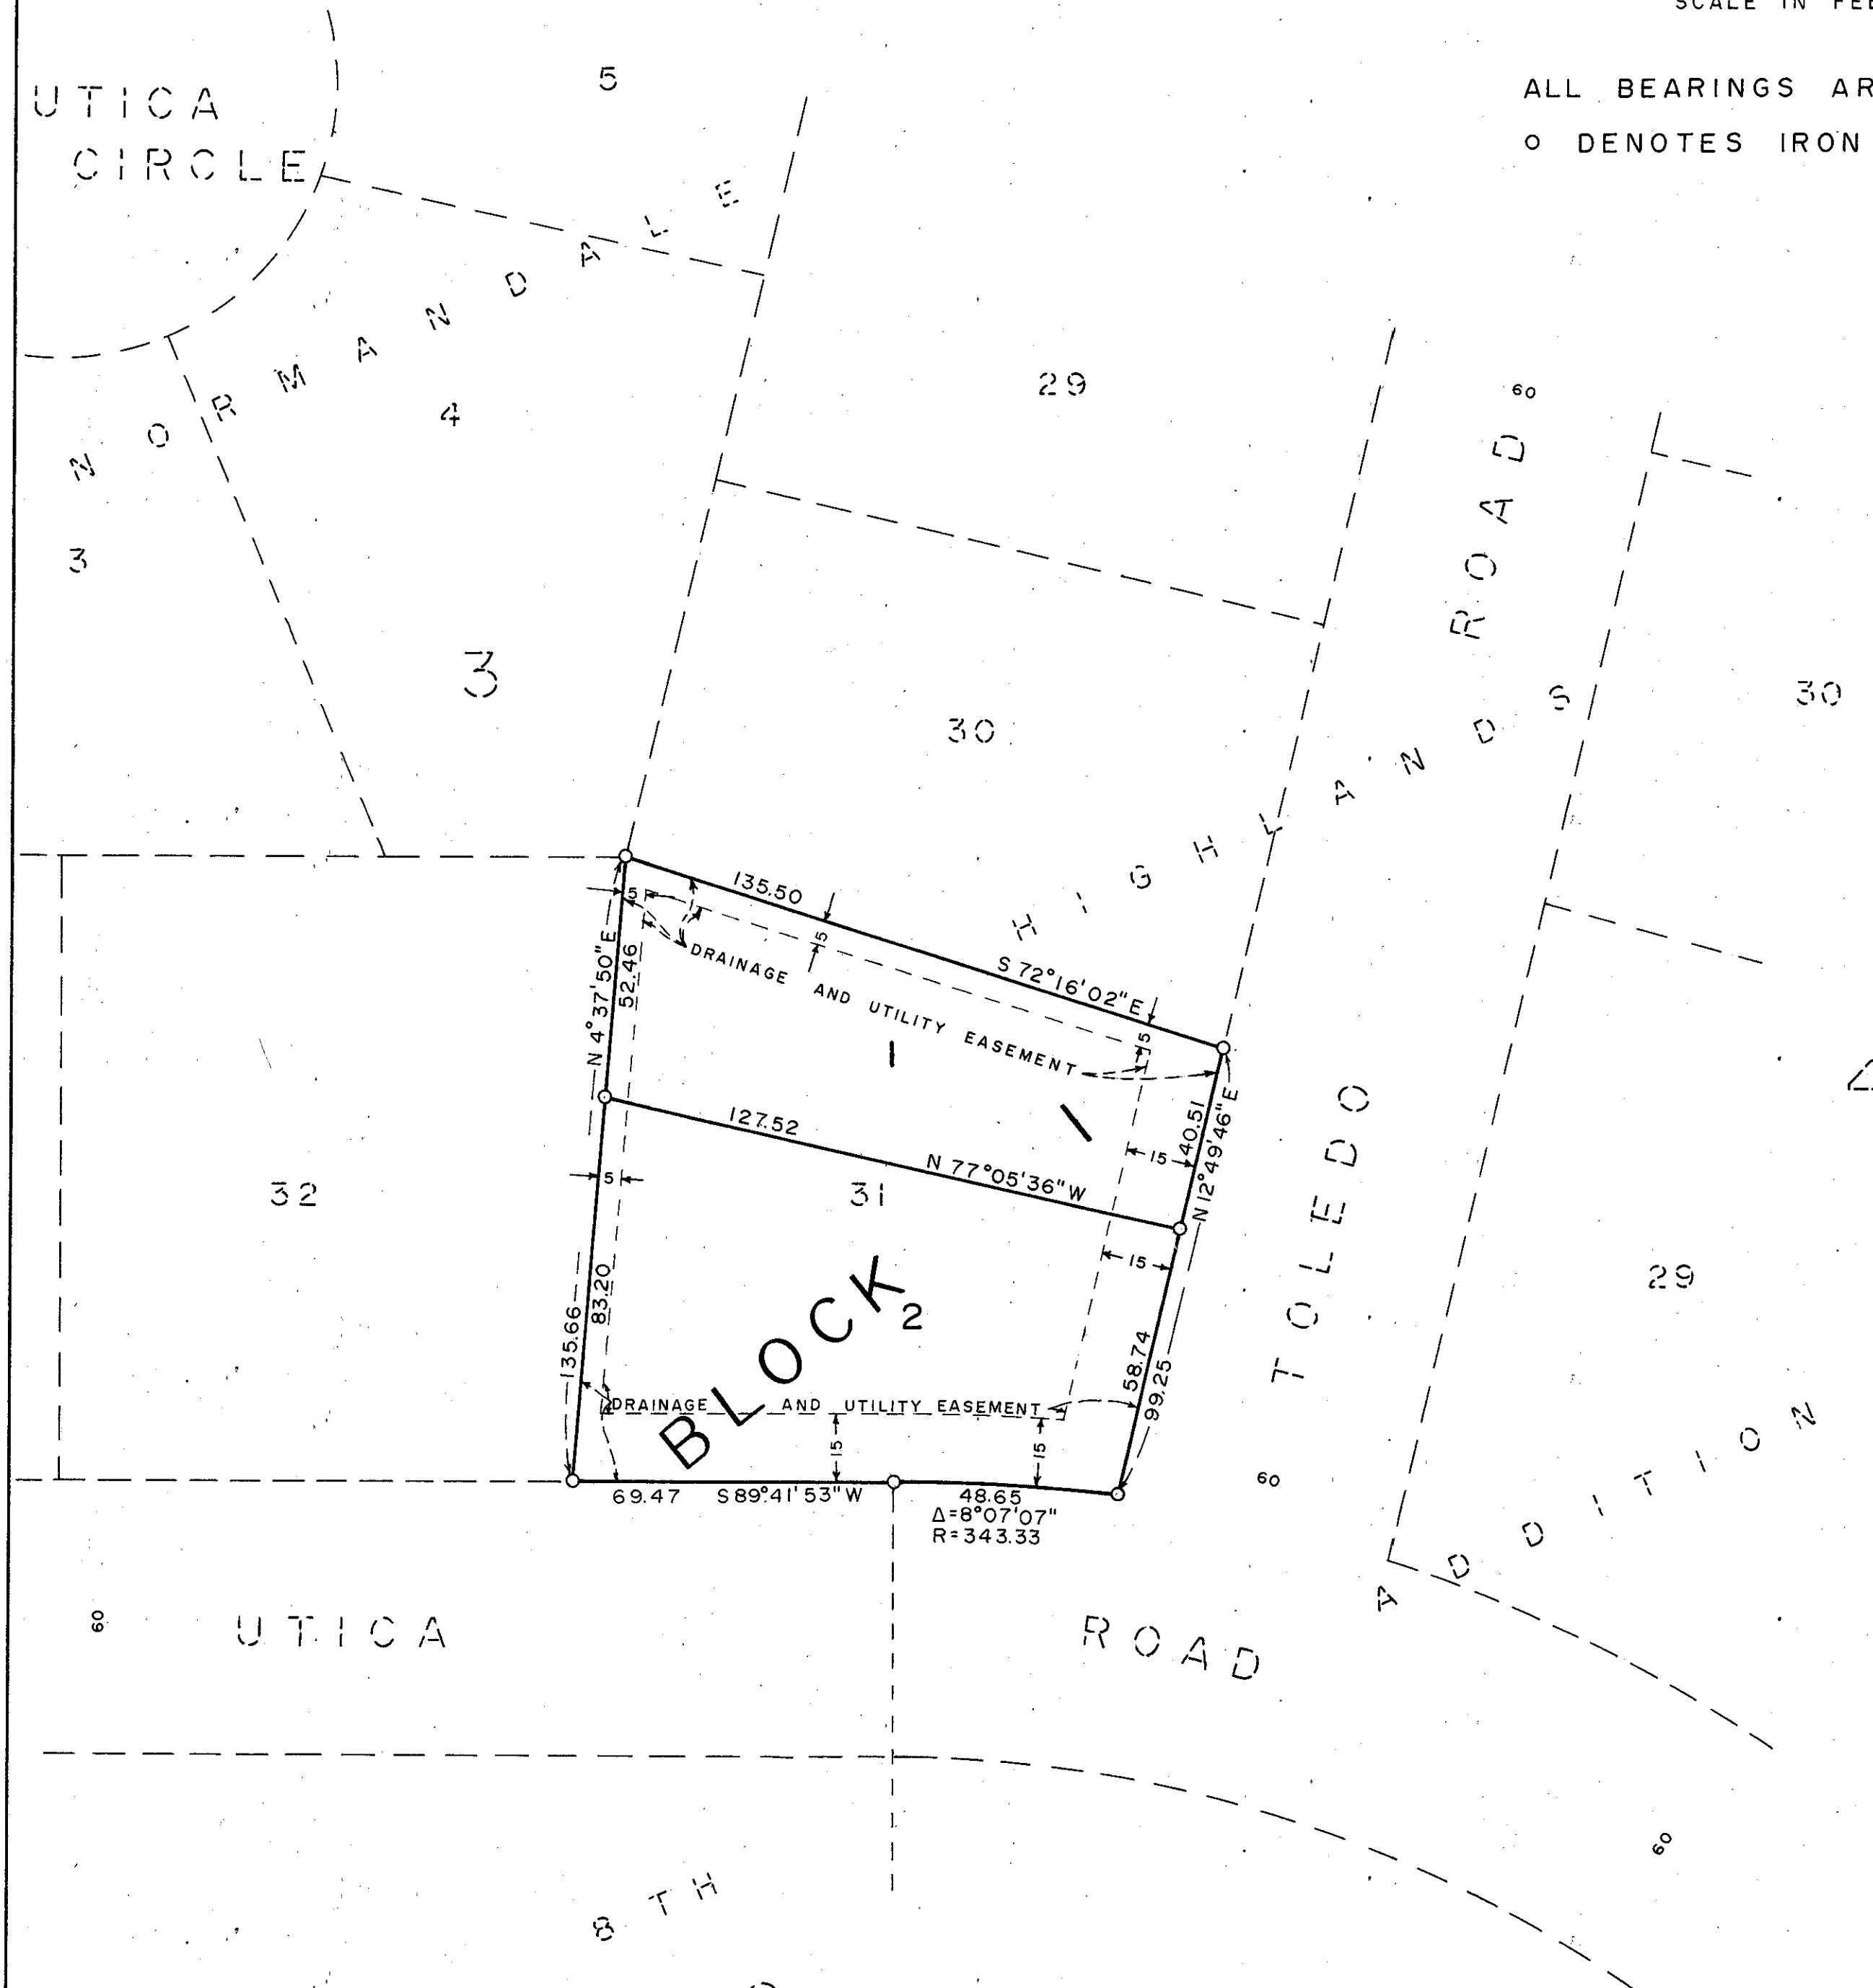 SCALE IN
ALL BEARINGS
O DENOTES IRON
UTICA
CIRCLE
5
NORMANDALE
29
60
4
3
3
ROAD
30
30
HIGHLANDS
135.50
5
5
S 72°16'02"E
DRAINAGE AND UTILITY EASEMENT
N 4°37'50"E
52.46
5
1
1
40.51
N 12°49'46"E
15
127.52
N 77°05'36"W
5
32
31
TOLEDO
15
29
BLOCK
2
83.20
135.66
58.74
99.25
DRAINAGE AND UTILITY EASEMENT
15
15
69.47 S89°41'53"W
48.65
Δ=8°07'07"
R=343.33
60
ADDITION
60
UTICA
ROAD
60
8TH